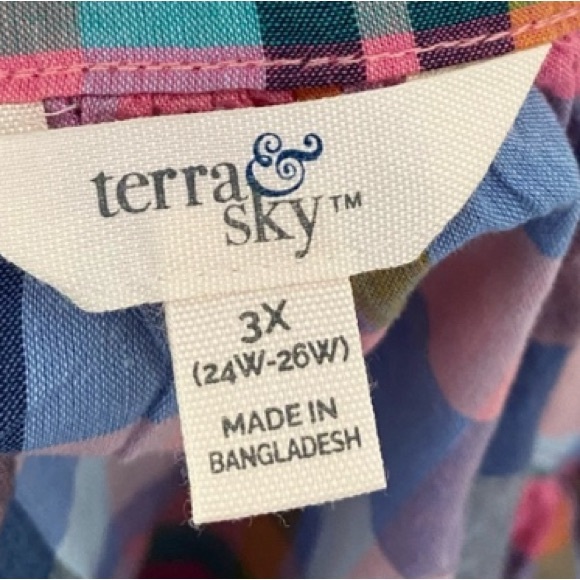 terra &
sky™
3X
(24W-26W)
MADE IN
BANGLADESH